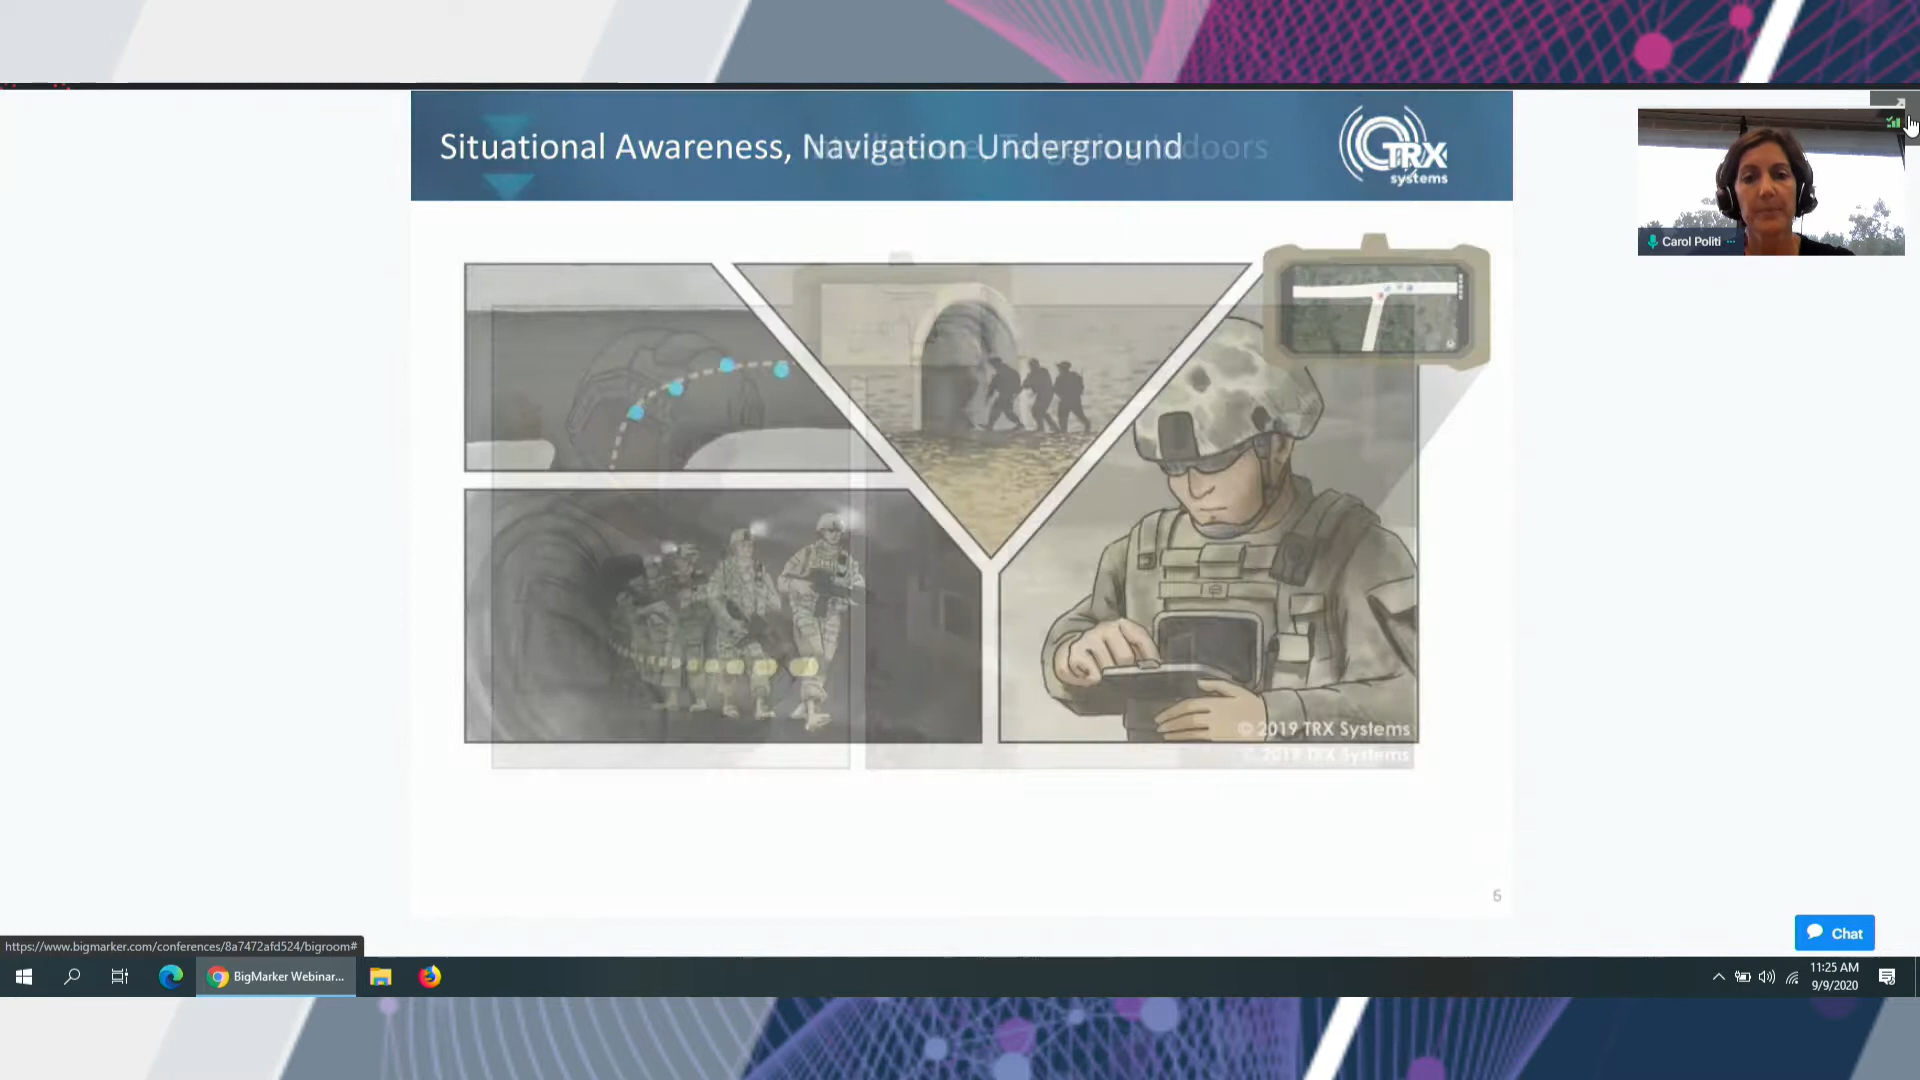 Situational Awareness, Navigation Underground
TRX
systems
Carol Politi
© 2019 TRX Systems
© 2019 TRX Systems
6
Chat
https://www.bigmarker.com/conferences/8a7472afd524/bigroom#
BigMarker Webinar...
11:25 AM
9/9/2020